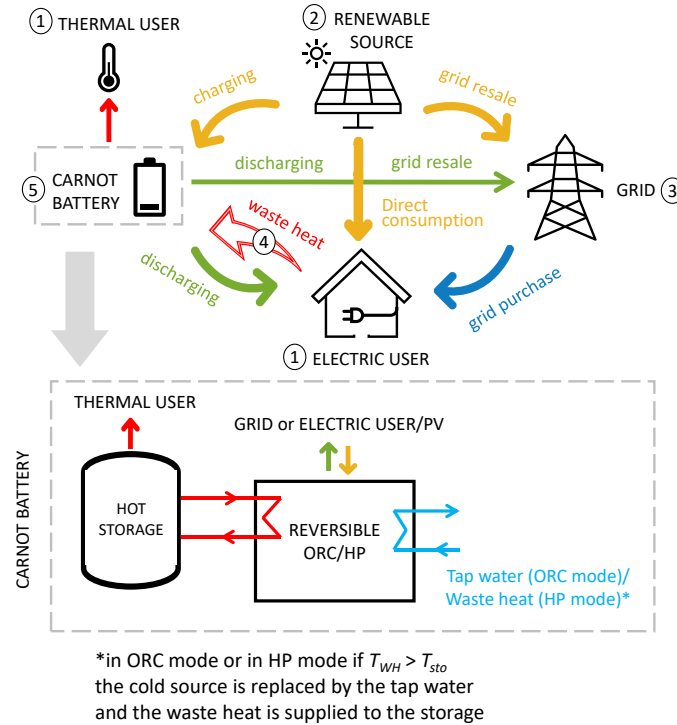 ① THERMAL USER
② RENEWABLE
SOURCE
charging
grid resale
⑤ CARNOT
BATTERY
discharging
grid resale
GRID ③
Direct
consumption
waste heat
④
discharging
grid purchase
① ELECTRIC USER
THERMAL USER
GRID or ELECTRIC USER/PV
CARNOT BATTERY
HOT
STORAGE
REVERSIBLE
ORC/HP
Tap water (ORC mode)/
Waste heat (HP mode)*
*in ORC mode or in HP mode if T_WH > T_sto
the cold source is replaced by the tap water
and the waste heat is supplied to the storage